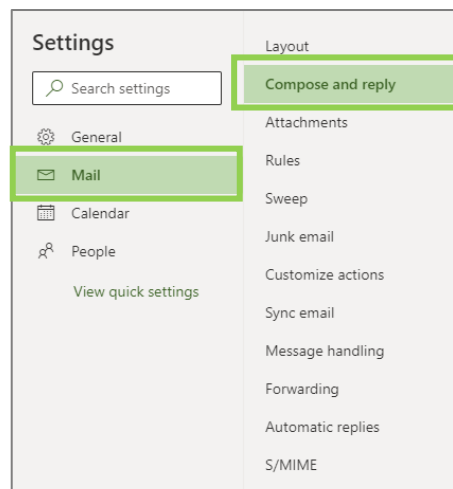 Settings
Search settings
General
Mail
Calendar
People
View quick settings
Layout
Compose and reply
Attachments
Rules
Sweep
Junk email
Customize actions
Sync email
Message handling
Forwarding
Automatic replies
S/MIME